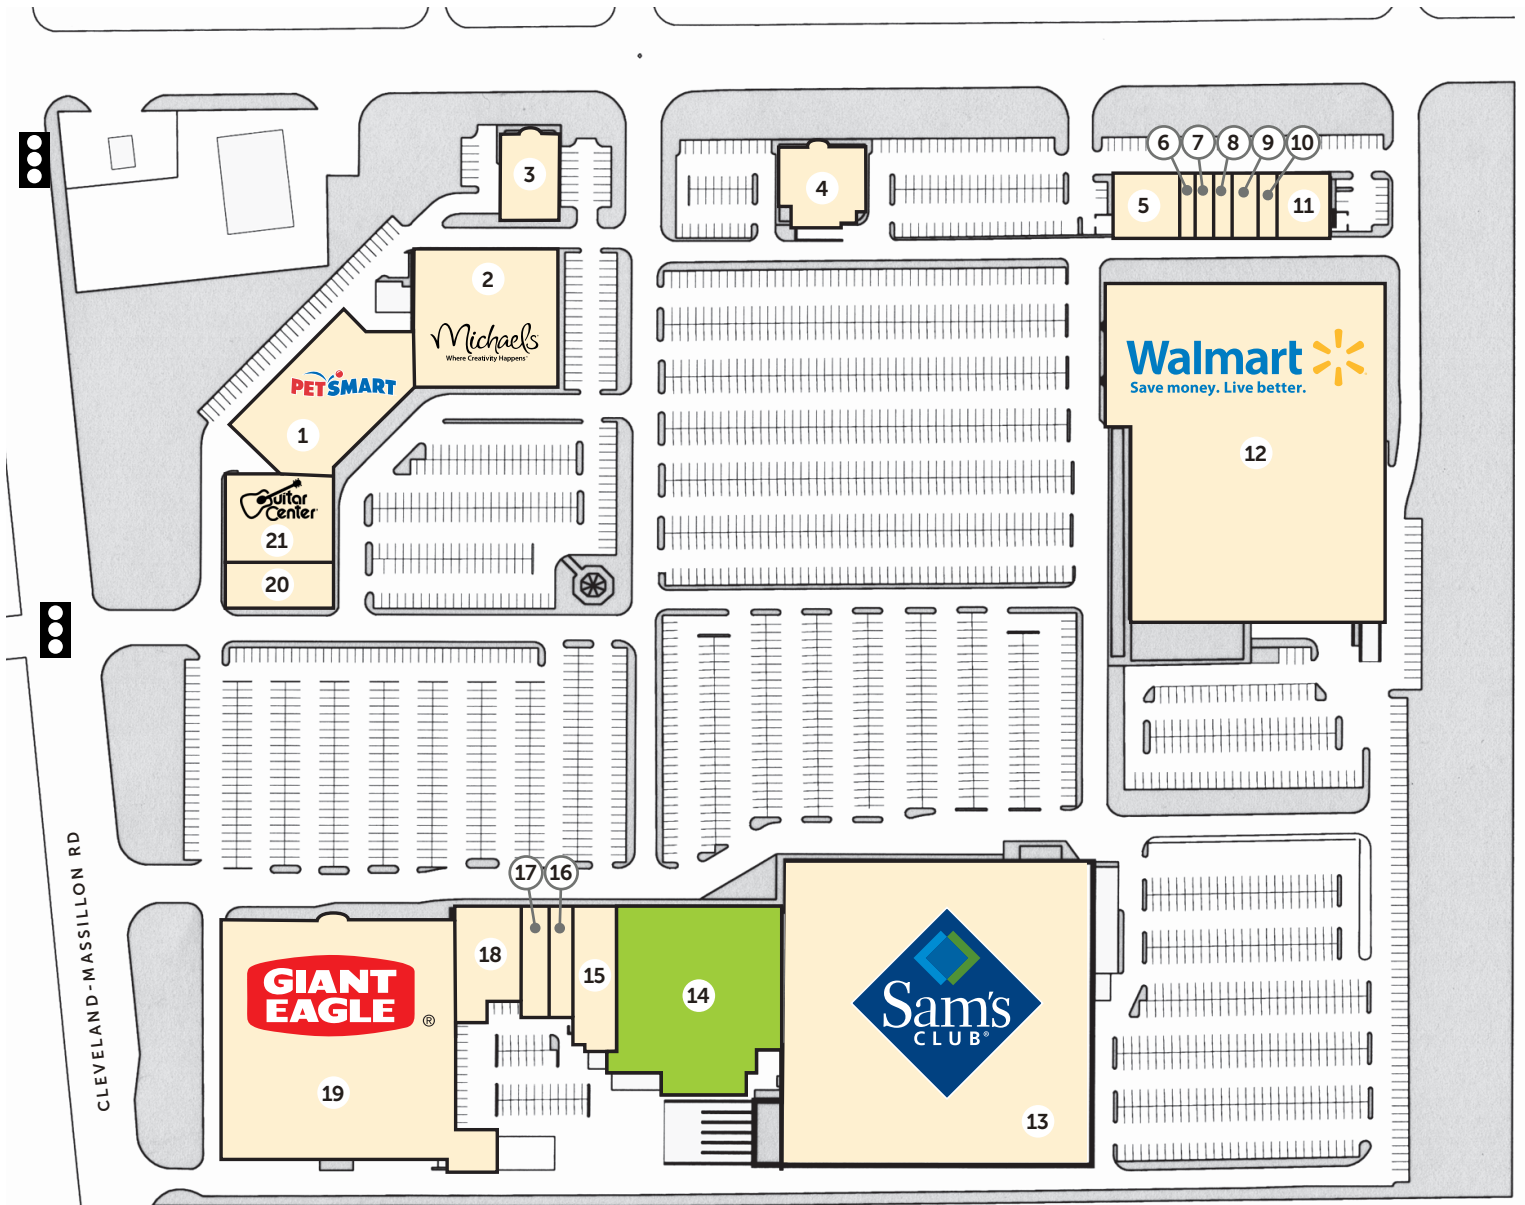 3
4
5
6
7
8
9
10
11
2
Michaels
Where Creativity Happens
PETSMART
1
Walmart
Save money. Live better.
12
Guitar
Center
21
20
CLEVELAND-MASSILLON RD
17
16
18
15
14
GIANT
EAGLE ®
19
Sam's
CLUB®
13